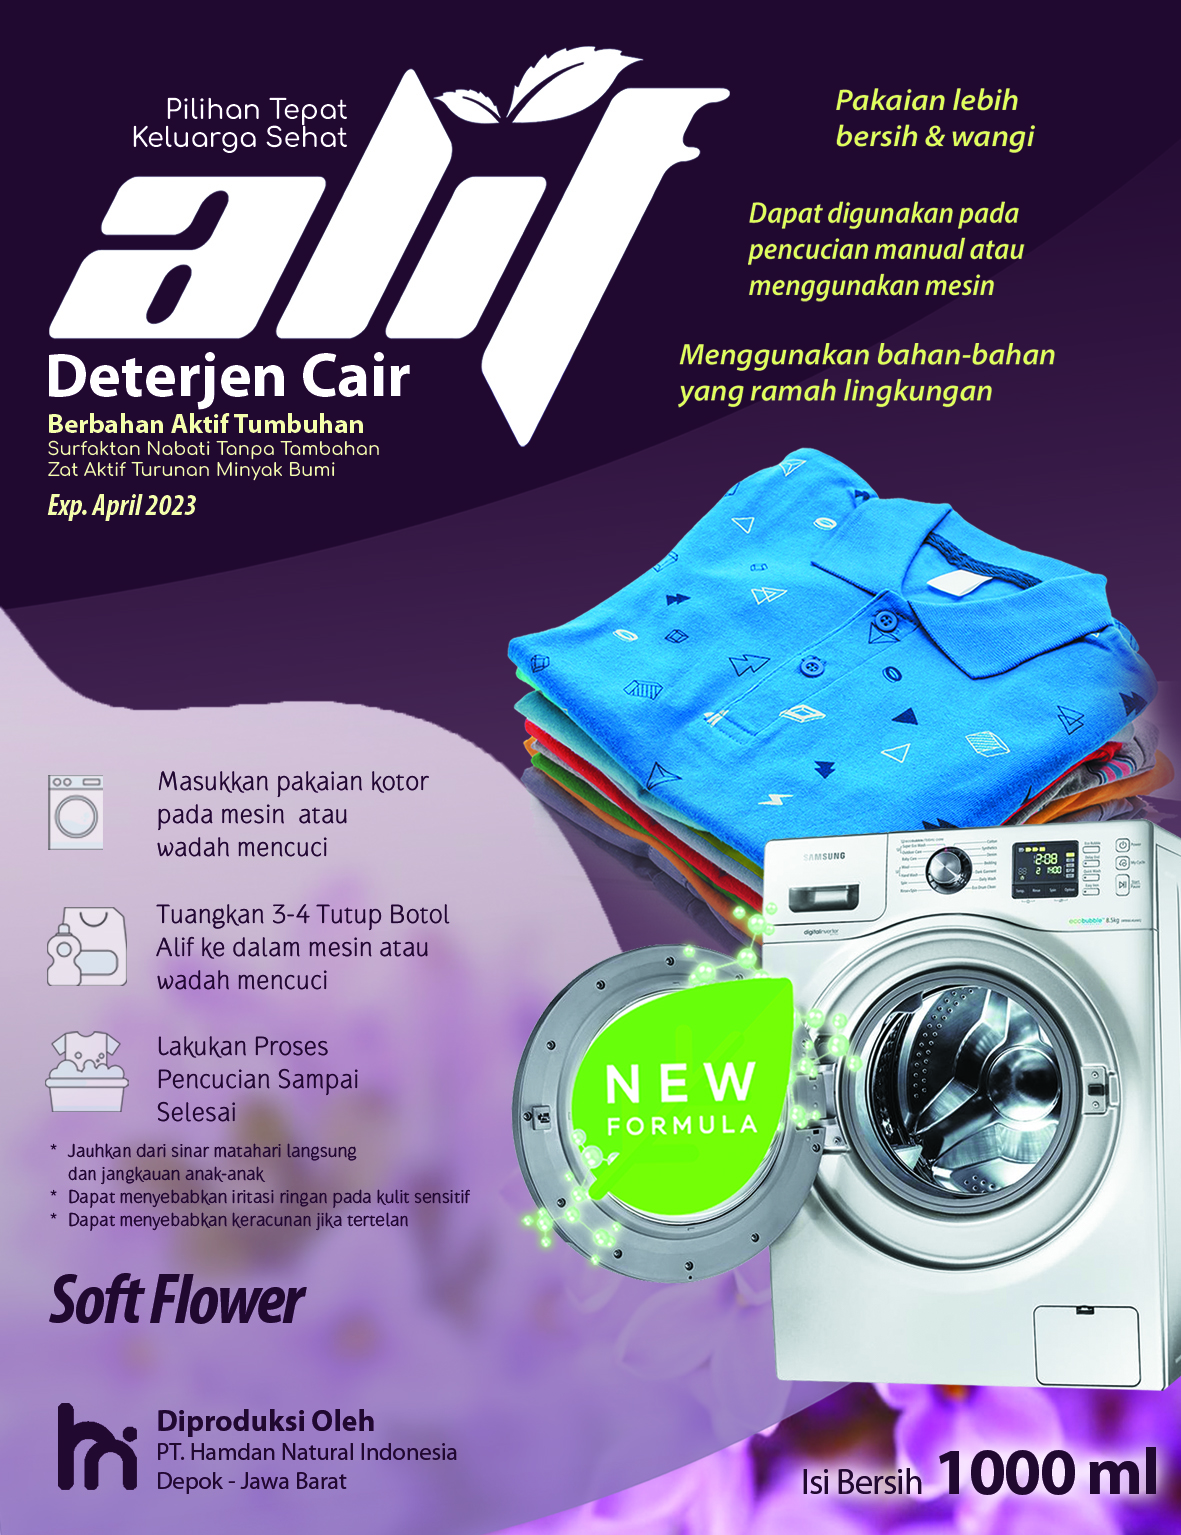 Pilihan Tepat
Keluarga Sehat
alif
Deterjen Cair
Berbahan Aktif Tumbuhan
Surfaktan Nabati Tanpa Tambahan
Zat Aktif Turunan Minyak Bumi
Exp. April 2023
Pakaian lebih
bersih & wangi
Dapat digunakan pada
pencucian manual atau
menggunakan mesin
Menggunakan bahan-bahan
yang ramah lingkungan
Masukkan pakaian kotor
pada mesin atau
wadah mencuci
Tuangkan 3-4 Tutup Botol
Alif ke dalam mesin atau
wadah mencuci
Lakukan Proses
Pencucian Sampai
Selesai
* Jauhkan dari sinar matahari langsung
dan jangkauan anak-anak
* Dapat menyebabkan iritasi ringan pada kulit sensitif
* Dapat menyebabkan keracunan jika tertelan
SAMSUNG
digital inverter
ecobubble 8.5kg
NEW
FORMULA
Soft Flower
Diproduksi Oleh
PT. Hamdan Natural Indonesia
Depok - Jawa Barat
Isi Bersih 1000 ml